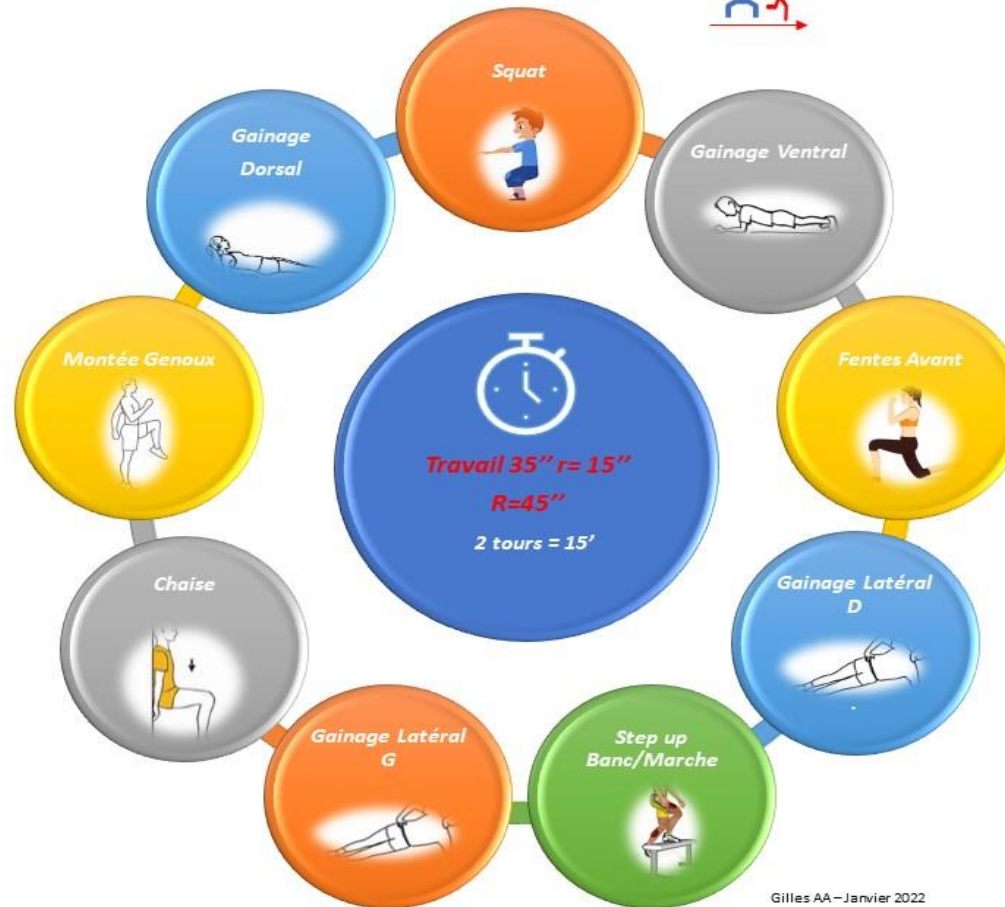 Squat
Gainage Ventral
Fentes Avant
Gainage Latéral
D
Step up
Banc/Marche
Gainage Latéral
G
Chaise
Montée Genoux
Gainage
Dorsal
Travail 35’’ r= 15’’
R=45’’
2 tours = 15’
Gilles AA – Janvier 2022